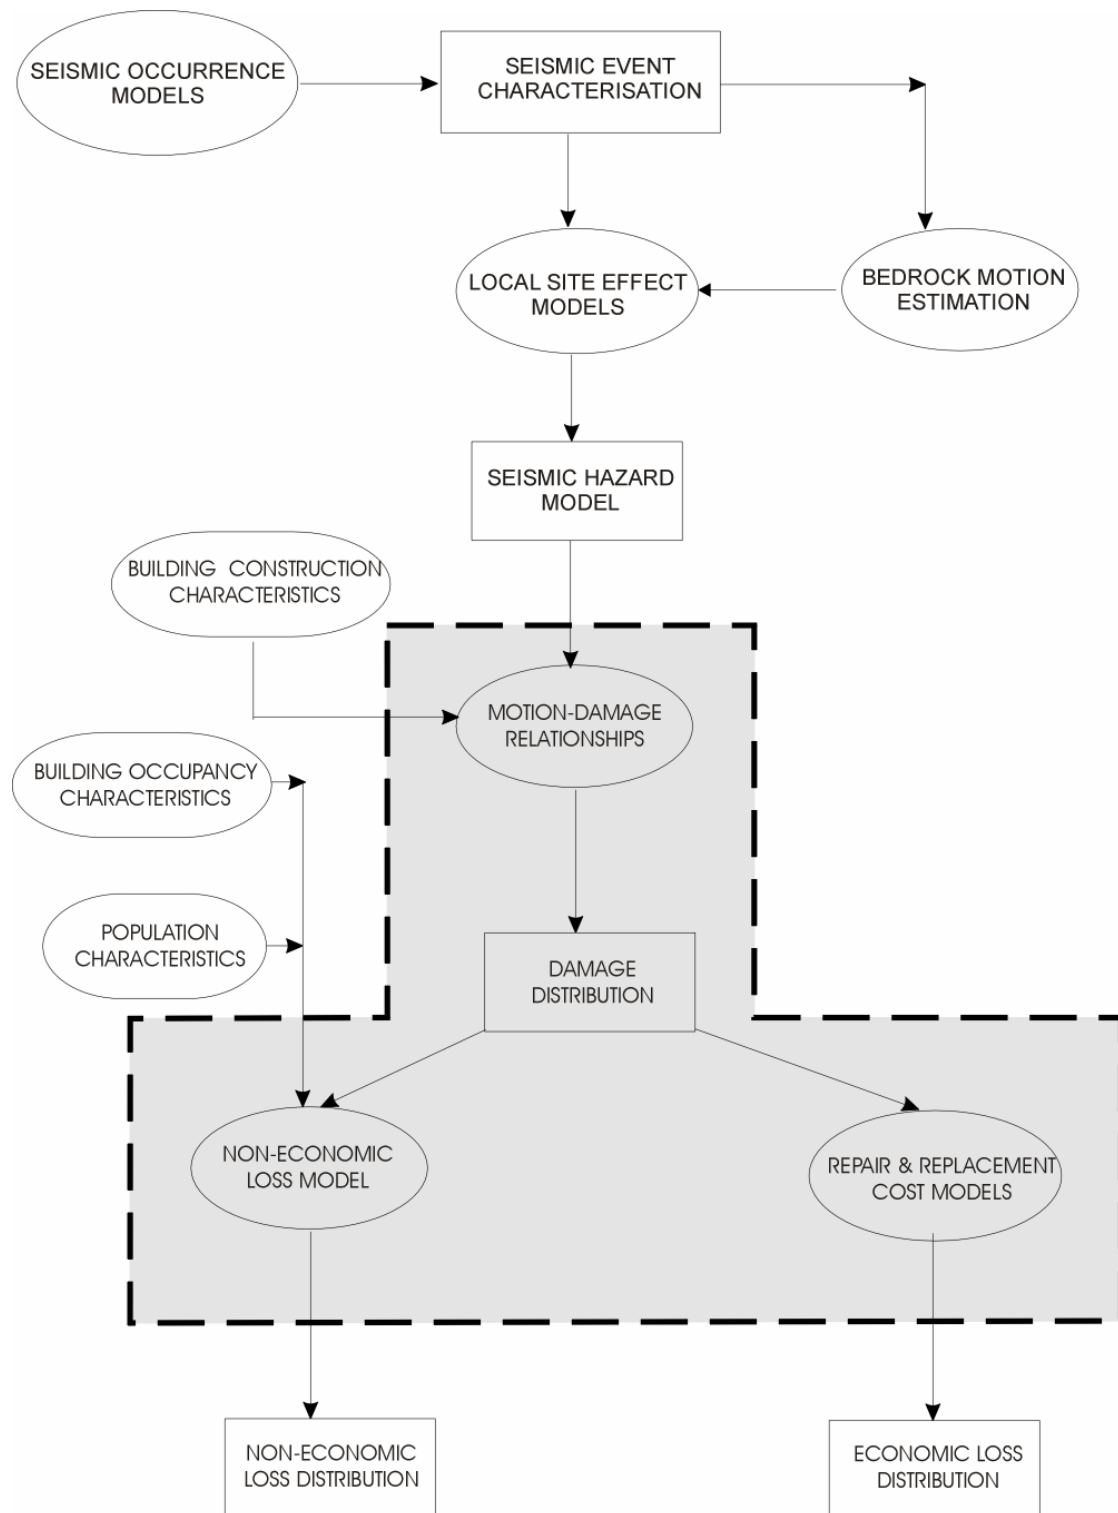 SEISMIC OCCURRENCE
MODELS
SEISMIC EVENT
CHARACTERISATION
LOCAL SITE EFFECT
MODELS
BEDROCK MOTION
ESTIMATION
SEISMIC HAZARD
MODEL
BUILDING CONSTRUCTION
CHARACTERISTICS
MOTION-DAMAGE
RELATIONSHIPS
BUILDING OCCUPANCY
CHARACTERISTICS
POPULATION
CHARACTERISTICS
DAMAGE
DISTRIBUTION
NON-ECONOMIC
LOSS MODEL
REPAIR & REPLACEMENT
COST MODELS
NON-ECONOMIC
LOSS DISTRIBUTION
ECONOMIC LOSS
DISTRIBUTION